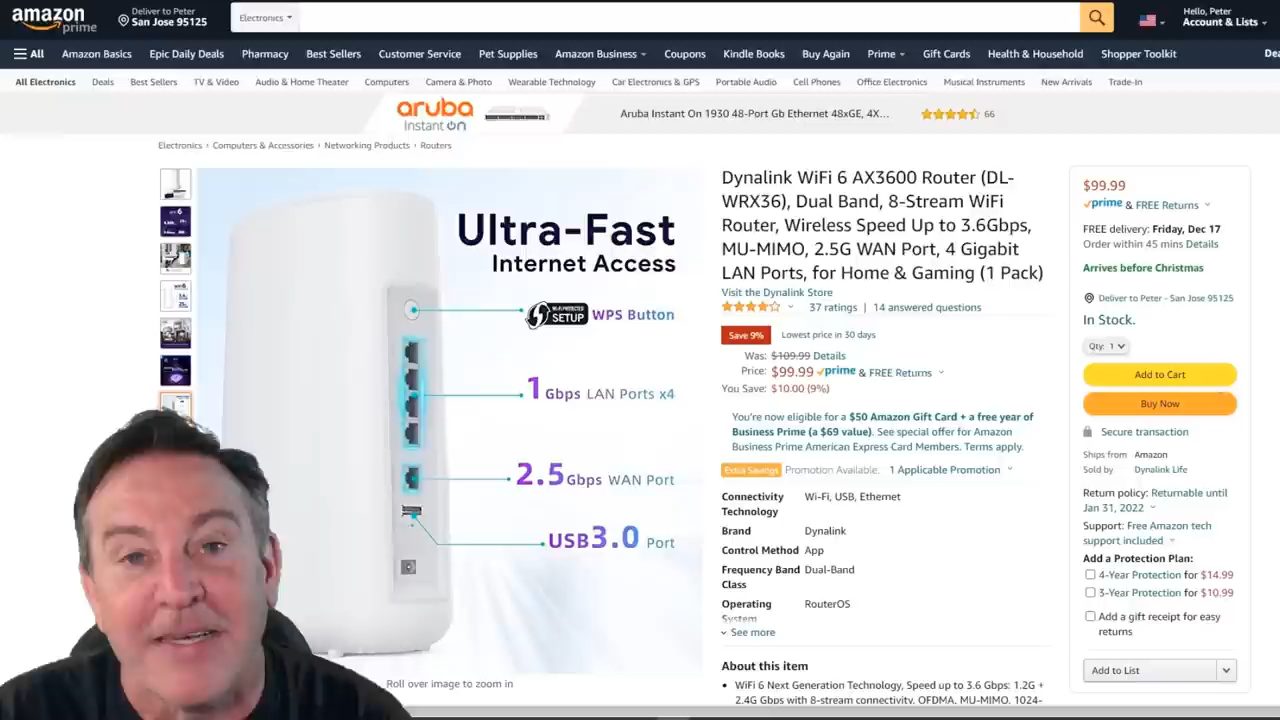 amazon
prime
Deliver to Peter
San Jose 95125
Electronics
Hello, Peter
Account & Lists
All Amazon Basics Epic Daily Deals Pharmacy Best Sellers Customer Service Pet Supplies Amazon Business Coupons Kindle Books Buy Again Prime Gift Cards Health & Household Shopper Toolkit
All Electronics Deals Best Sellers TV & Video Audio & Home Theater Computers Camera & Photo Wearable Technology Car Electronics & GPS Portable Audio Cell Phones Office Electronics Musical Instruments New Arrivals Trade-In
aruba
Instant On
Aruba Instant On 1930 48-Port Gb Ethernet 48xGE, 4X... 66
Electronics › Computers & Accessories › Networking Products › Routers
Ultra-Fast
Internet Access
WI-FI PROTECTED
SETUP
WPS Button
1Gbps LAN Ports x4
2.5Gbps WAN Port
USB3.0 Port
Roll over image to zoom in
Dynalink WiFi 6 AX3600 Router (DL-
WRX36), Dual Band, 8-Stream WiFi
Router, Wireless Speed Up to 3.6Gbps,
MU-MIMO, 2.5G WAN Port, 4 Gigabit
LAN Ports, for Home & Gaming (1 Pack)
Visit the Dynalink Store
37 ratings | 14 answered questions
Save 9% Lowest price in 30 days
Was: $109.99 Details
Price: $99.99 prime & FREE Returns
You Save: $10.00 (9%)
You're now eligible for a $50 Amazon Gift Card + a free year of
Business Prime (a $69 value). See special offer for Amazon
Business Prime American Express Card Members. Terms apply.
Extra Savings Promotion Available. 1 Applicable Promotion
Connectivity Technology Wi-Fi, USB, Ethernet
Brand Dynalink
Control Method App
Frequency Band Class Dual-Band
Operating System RouterOS
See more
About this item
• WiFi 6 Next Generation Technology, Speed up to 3.6 Gbps: 1.2G +
2.4G Gbps with 8-stream connectivity. OFDMA, MU-MIMO, 1024-
$99.99
prime & FREE Returns
FREE delivery: Friday, Dec 17
Order within 45 mins Details
Arrives before Christmas
Deliver to Peter - San Jose 95125
In Stock.
Qty: 1
Add to Cart
Buy Now
Secure transaction
Ships from Amazon
Sold by Dynalink Life
Return policy: Returnable until
Jan 31, 2022
Support: Free Amazon tech
support included
Add a Protection Plan:
4-Year Protection for $14.99
3-Year Protection for $10.99
Add a gift receipt for easy
returns
Add to List